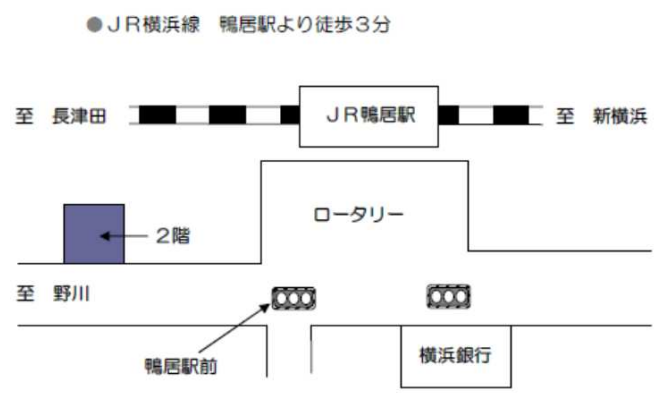 ●ＪＲ横浜線　鴨居駅より徒歩３分
至　長津田
ＪＲ鴨居駅
至　新横浜
ロータリー
２階
至　野川
鴨居駅前
横浜銀行